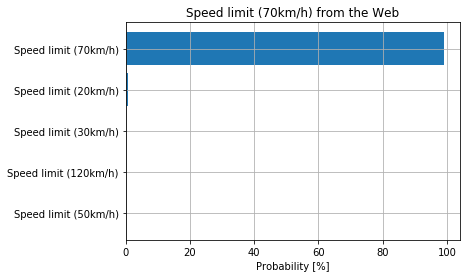 Speed limit (70km/h) from the Web
Speed limit (70km/h)
Speed limit (20km/h)
Speed limit (30km/h)
Speed limit (120km/h)
Speed limit (50km/h)
0 20 40 60 80 100
Probability [%]